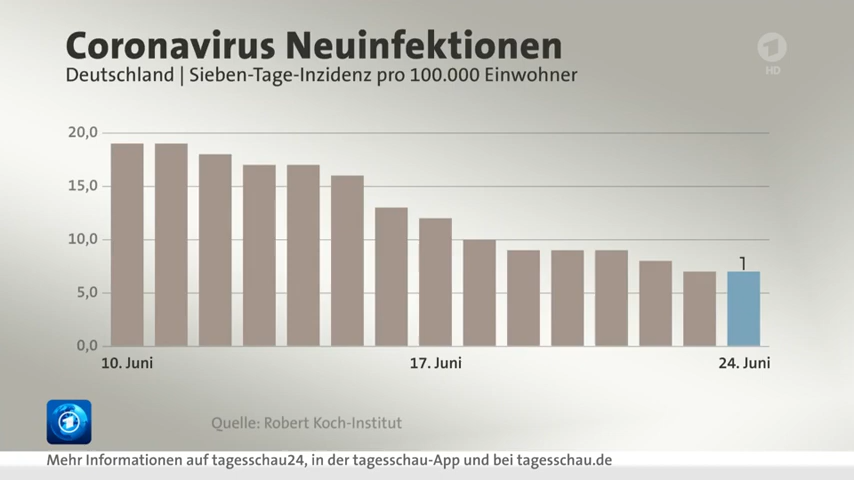 Coronavirus Neuinfektionen
Deutschland | Sieben-Tage-Inzidenz pro 100.000 Einwohner
HD
20,0
15,0
10,0
5,0
0,0
1
10. Juni
17. Juni
24. Juni
Quelle: Robert Koch-Institut
Mehr Informationen auf tagesschau24, in der tagesschau-App und bei tagesschau.de